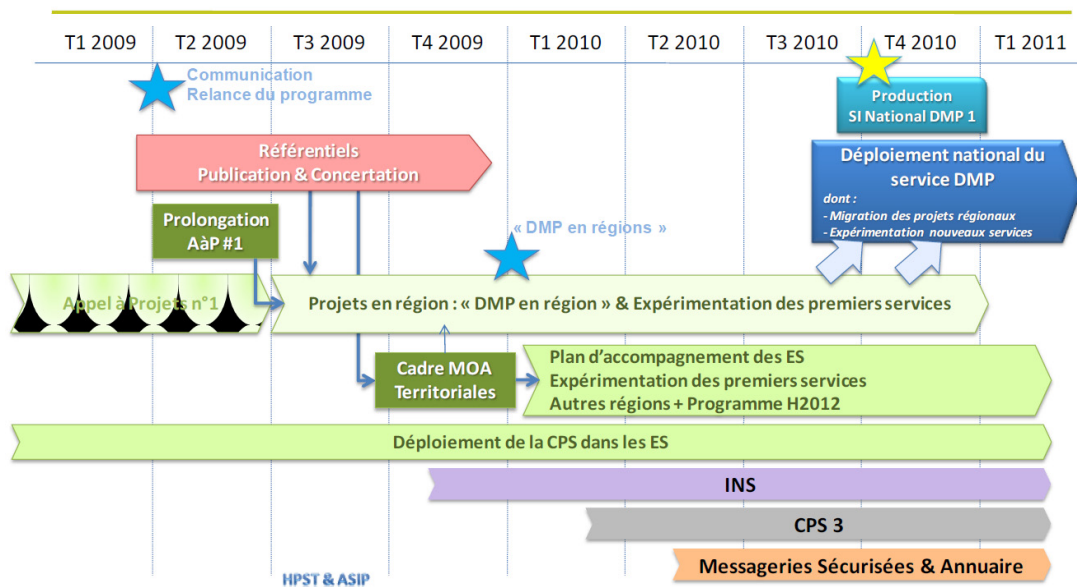 T1 2009 T2 2009 T3 2009 T4 2009 T1 2010 T2 2010 T3 2010 T4 2010 T1 2011
Communication
Relance du programme
Production
SI National DMP 1
Référentiels
Publication & Concertation
Déploiement national du
service DMP
dont :
- Migration des projets régionaux
- Expérimentation nouveaux services
Prolongation
AàP #1
« DMP en régions »
Appel à Projets n°1
Projets en région : « DMP en région » & Expérimentation des premiers services
Cadre MOA
Territoriales
Plan d'accompagnement des ES
Expérimentation des premiers services
Autres régions + Programme H2012
Déploiement de la CPS dans les ES
INS
CPS 3
Messageries Sécurisées & Annuaire
HPST & ASIP